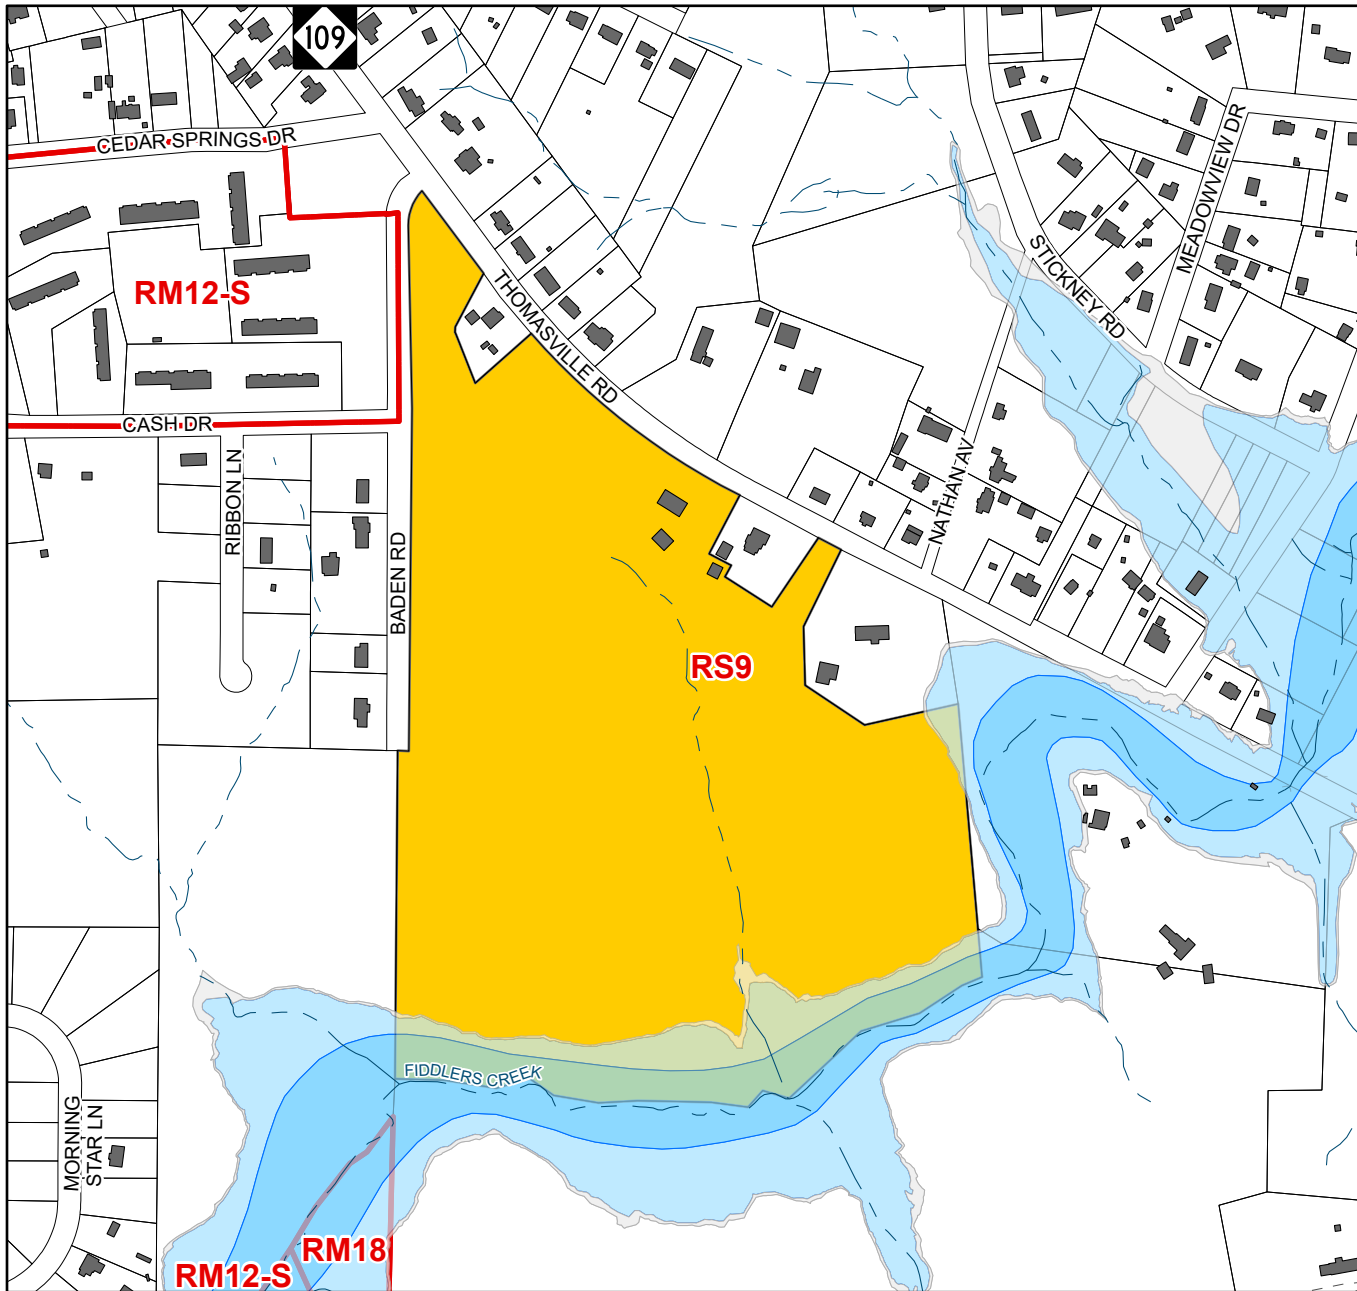 109
CEDAR SPRINGS DR
MEADOWVIEW DR
STICKNEY RD
RM12-S
THOMASVILLE RD
CASH DR
RIBBON LN
NATHAN AV
BADEN RD
RS9
FIDDLERS CREEK
MORNING
STAR LN
RM18
RM12-S